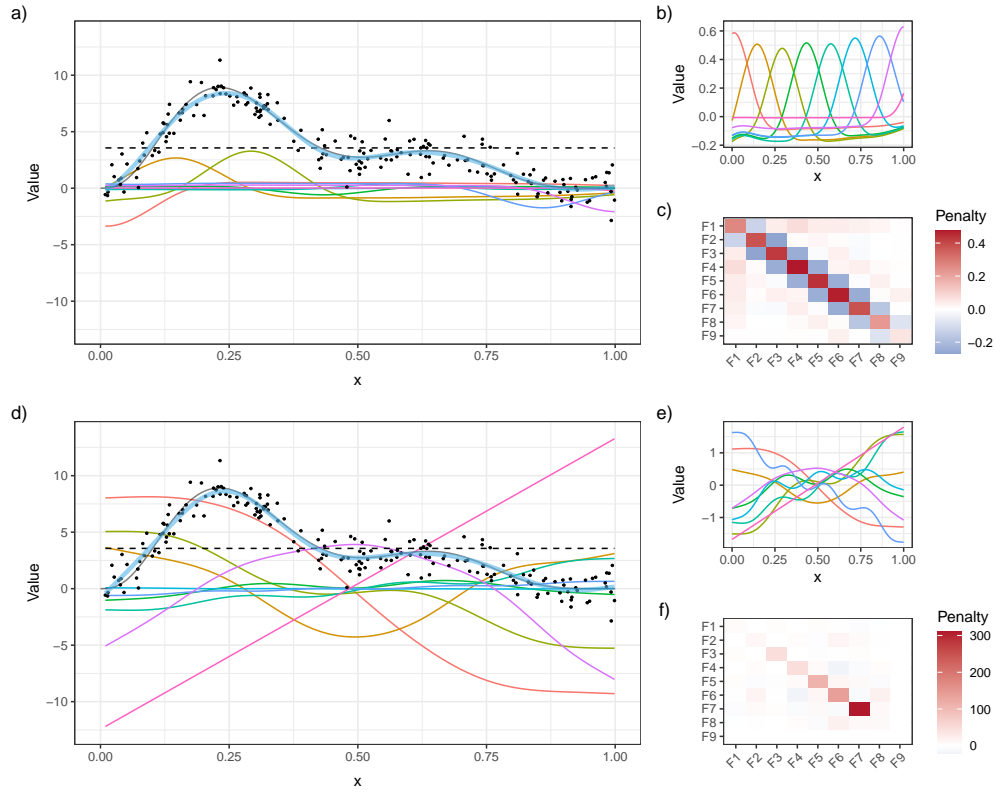 a)
Value
10
5
0
−5
−10
0.00 0.25 0.50 0.75 1.00
x
b)
Value
0.6
0.4
0.2
0.0
−0.2
0.00 0.25 0.50 0.75 1.00
x
c)
F1
F2
F3
F4
F5
F6
F7
F8
F9
F1 F2 F3 F4 F5 F6 F7 F8 F9
Penalty
0.4
0.2
0.0
−0.2
d)
Value
10
5
0
−5
−10
0.00 0.25 0.50 0.75 1.00
x
e)
Value
1
0
−1
0.00 0.25 0.50 0.75 1.00
x
f)
F1
F2
F3
F4
F5
F6
F7
F8
F9
F1 F2 F3 F4 F5 F6 F7 F8 F9
Penalty
300
200
100
0